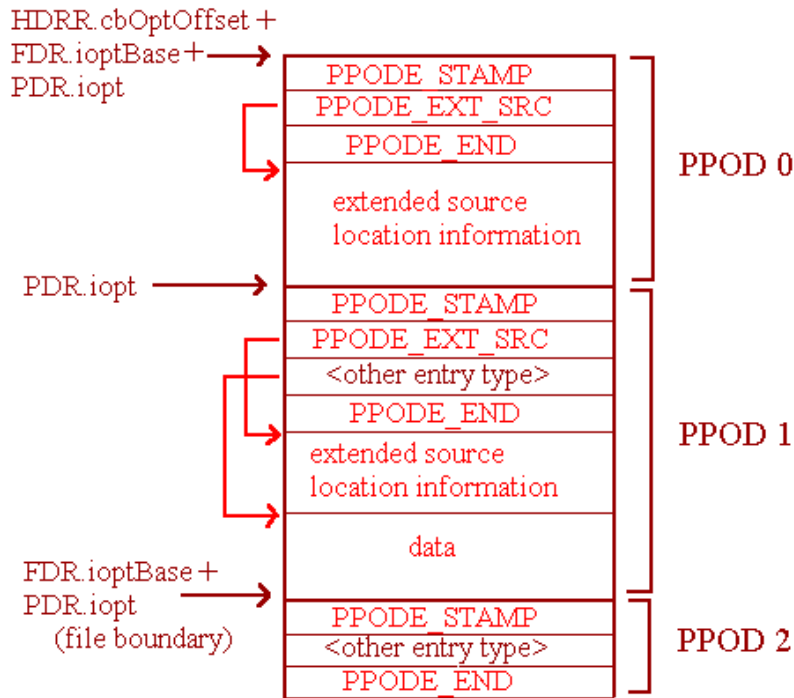 HDRR.cbOptOffset +
FDR.ioptBase +
PDR.iopt
PPODE_STAMP
PPODE_EXT_SRC
PPODE_END
extended source
location information
PPOD 0
PDR.iopt
PPODE_STAMP
PPODE_EXT_SRC
<other entry type>
PPODE_END
extended source
location information
data
PPOD 1
FDR.ioptBase +
PDR.iopt
(file boundary)
PPODE_STAMP
<other entry type>
PPODE_END
PPOD 2